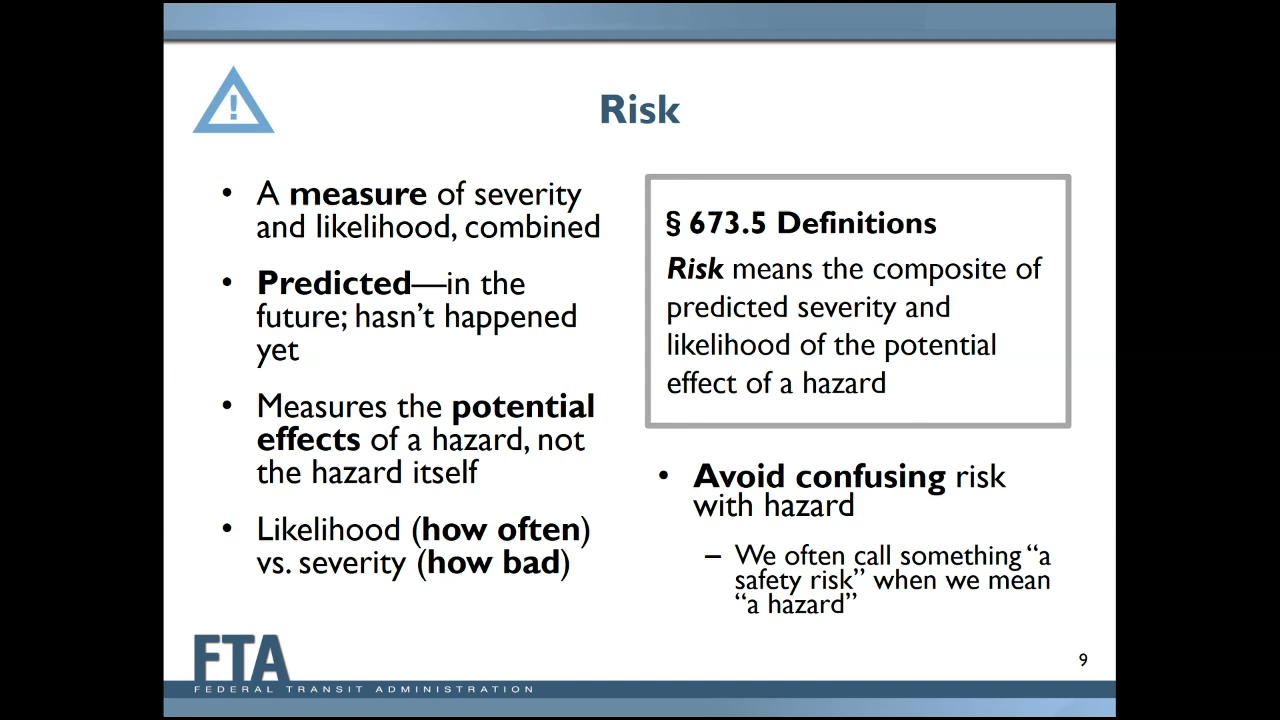 Risk
• A measure of severity
and likelihood, combined
• Predicted—in the
future; hasn’t happened
yet
• Measures the potential
effects of a hazard, not
the hazard itself
• Likelihood (how often)
vs. severity (how bad)
§ 673.5 Definitions
Risk means the composite of
predicted severity and
likelihood of the potential
effect of a hazard
• Avoid confusing risk
with hazard
– We often call something “a
safety risk” when we mean
“a hazard”
FTA
FEDERAL TRANSIT ADMINISTRATION
9